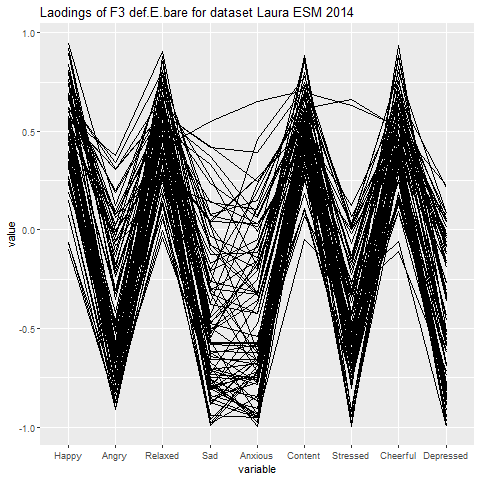 Laodings of F3 def.E.bare for dataset Laura ESM 2014
1.0
0.5
0.0
-0.5
-1.0
value
Happy Angry Relaxed Sad Anxious Content Stressed Cheerful Depressed
variable